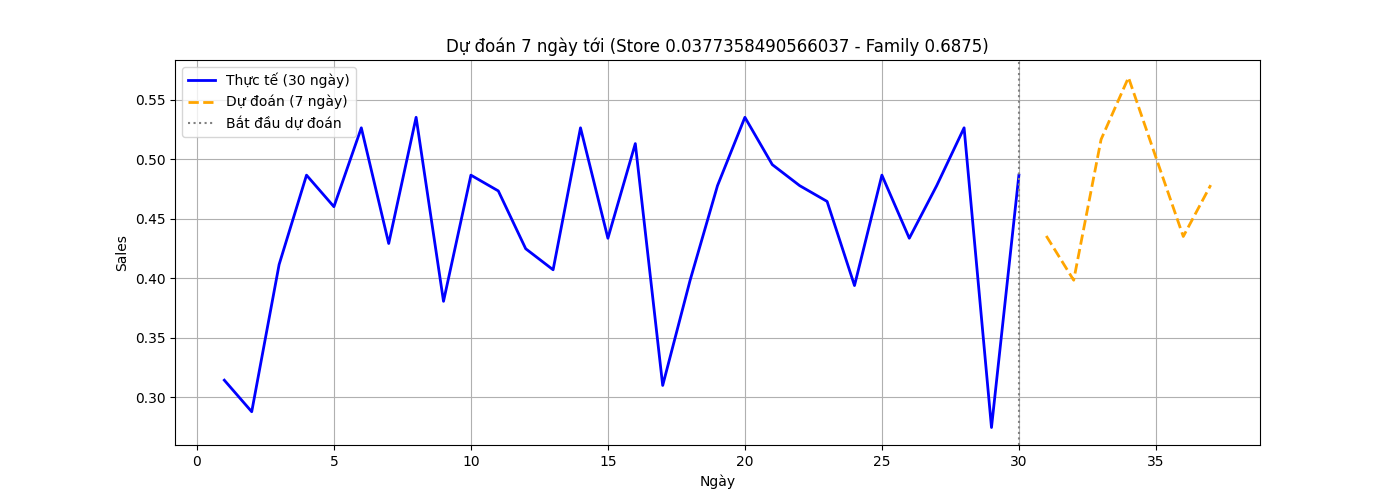 Dự đoán 7 ngày tới (Store 0.0377358490566037 - Family 0.6875)
Thực tế (30 ngày)
Dự đoán (7 ngày)
Bắt đầu dự đoán
Sales
0.55
0.50
0.45
0.40
0.35
0.30
0 5 10 15 20 25 30 35
Ngày